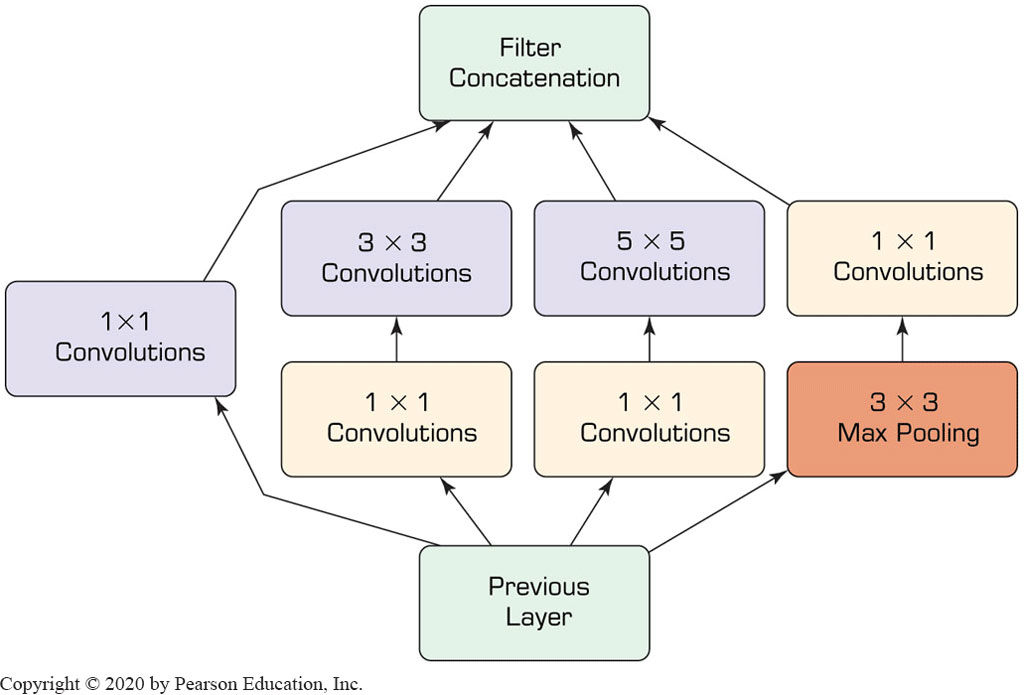 Filter
Concatenation
3 × 3
Convolutions
5 × 5
Convolutions
1 × 1
Convolutions
1×1
Convolutions
1 × 1
Convolutions
1 × 1
Convolutions
3 × 3
Max Pooling
Previous
Layer
Copyright © 2020 by Pearson Education, Inc.